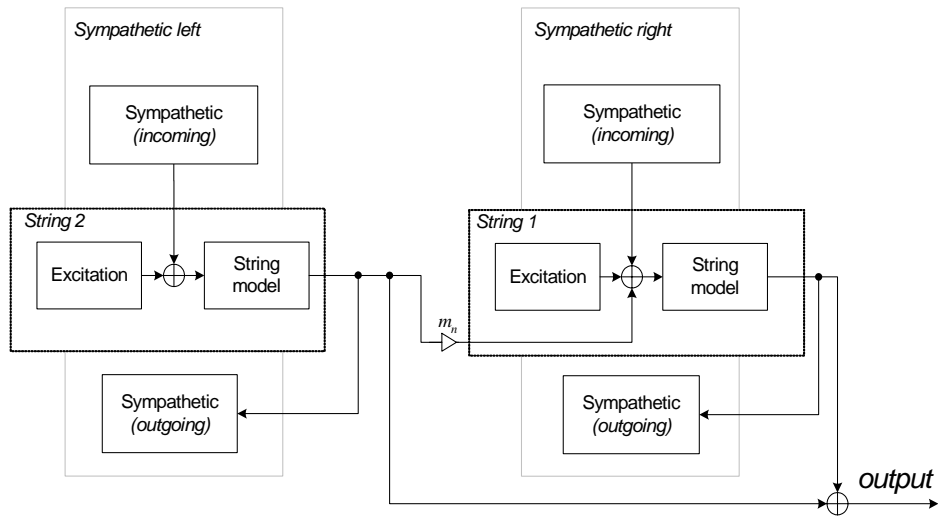 Sympathetic left
Sympathetic
(incoming)
String 2
Excitation
String
model
Sympathetic
(outgoing)
m_n
Sympathetic right
Sympathetic
(incoming)
String 1
Excitation
String
model
Sympathetic
(outgoing)
output